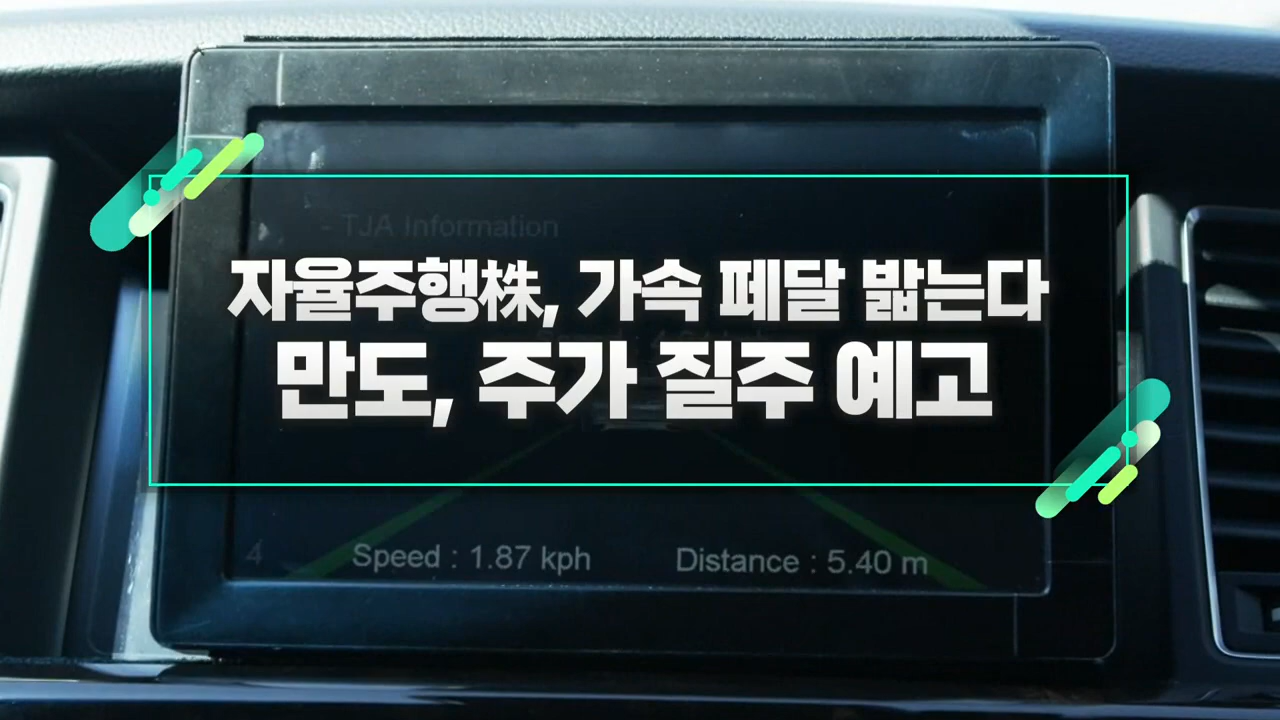 - TJA Information
자율주행株, 가속 페달 밟는다
만도, 주가 질주 예고
4
Speed : 1.87 kph
Distance : 5.40 m